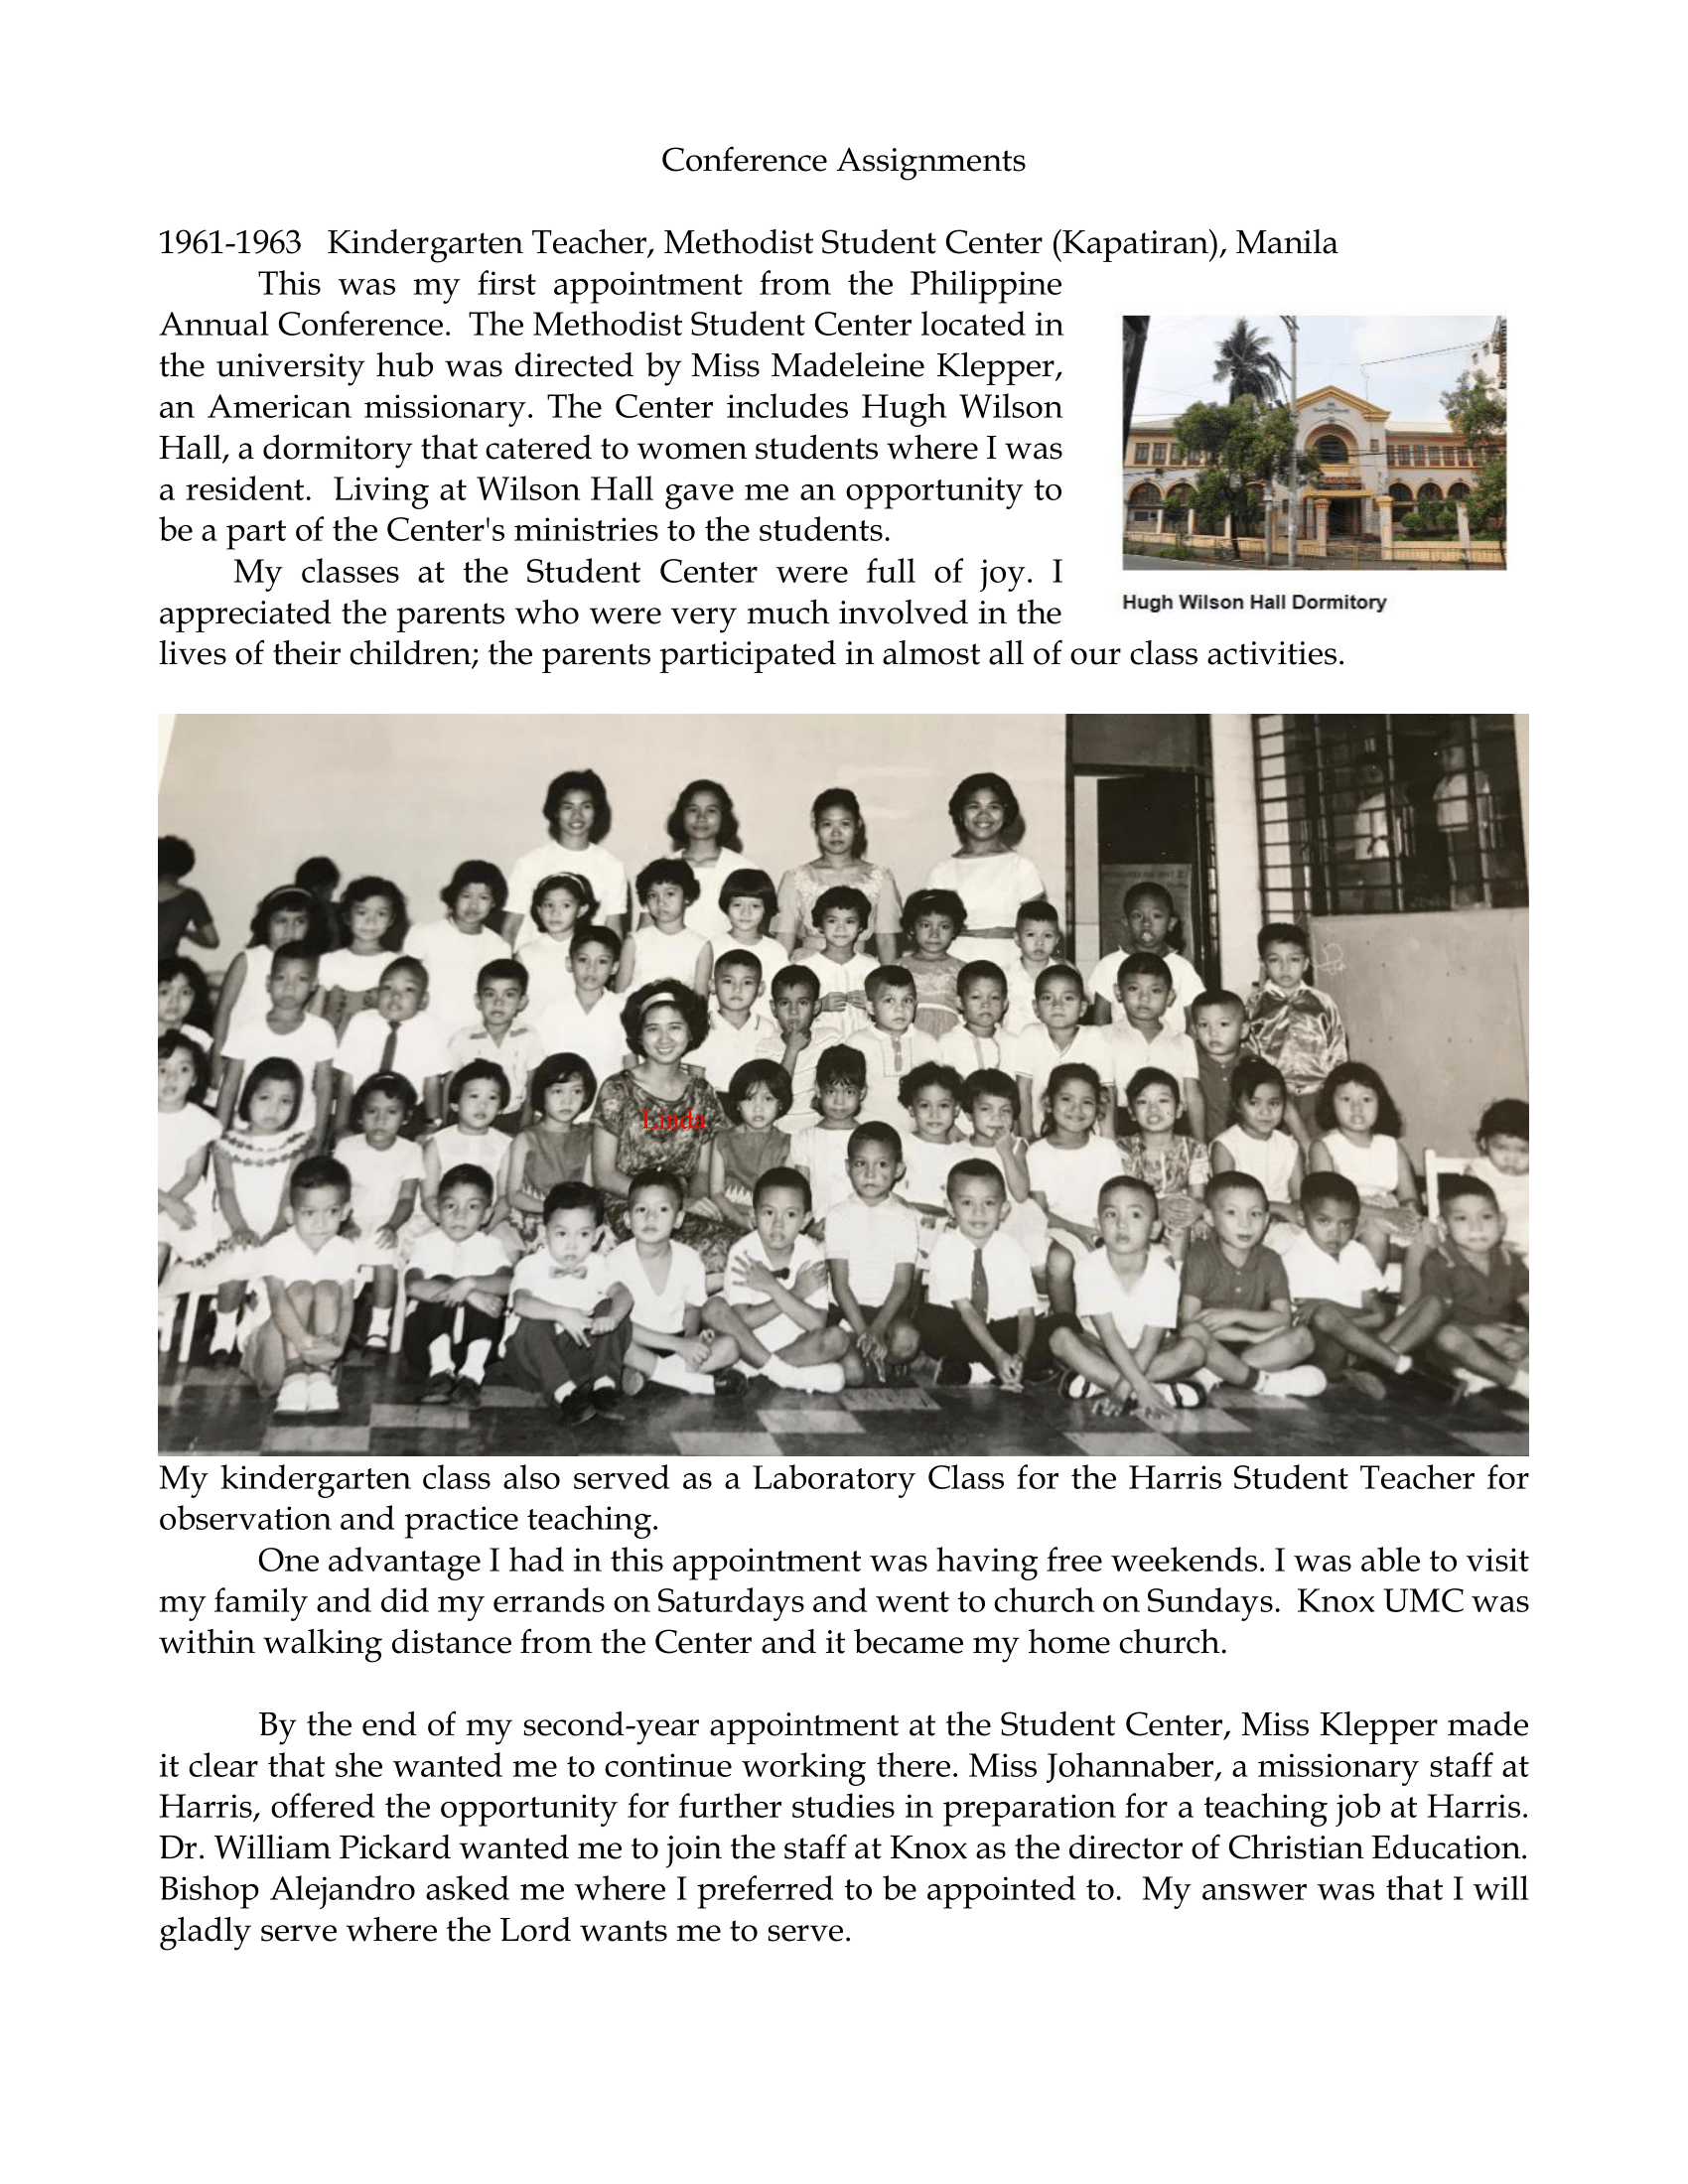 Conference Assignments
1961-1963 Kindergarten Teacher, Methodist Student Center (Kapatiran), Manila
This was my first appointment from the Philippine
Annual Conference. The Methodist Student Center located in
the university hub was directed by Miss Madeleine Klepper,
an American missionary. The Center includes Hugh Wilson
Hall, a dormitory that catered to women students where I was
a resident. Living at Wilson Hall gave me an opportunity to
be a part of the Center's ministries to the students.
My classes at the Student Center were full of joy. I
appreciated the parents who were very much involved in the
lives of their children; the parents participated in almost all of our class activities.
Hugh Wilson Hall Dormitory
Linda
My kindergarten class also served as a Laboratory Class for the Harris Student Teacher for
observation and practice teaching.
One advantage I had in this appointment was having free weekends. I was able to visit
my family and did my errands on Saturdays and went to church on Sundays. Knox UMC was
within walking distance from the Center and it became my home church.
By the end of my second-year appointment at the Student Center, Miss Klepper made
it clear that she wanted me to continue working there. Miss Johannaber, a missionary staff at
Harris, offered the opportunity for further studies in preparation for a teaching job at Harris.
Dr. William Pickard wanted me to join the staff at Knox as the director of Christian Education.
Bishop Alejandro asked me where I preferred to be appointed to. My answer was that I will
gladly serve where the Lord wants me to serve.